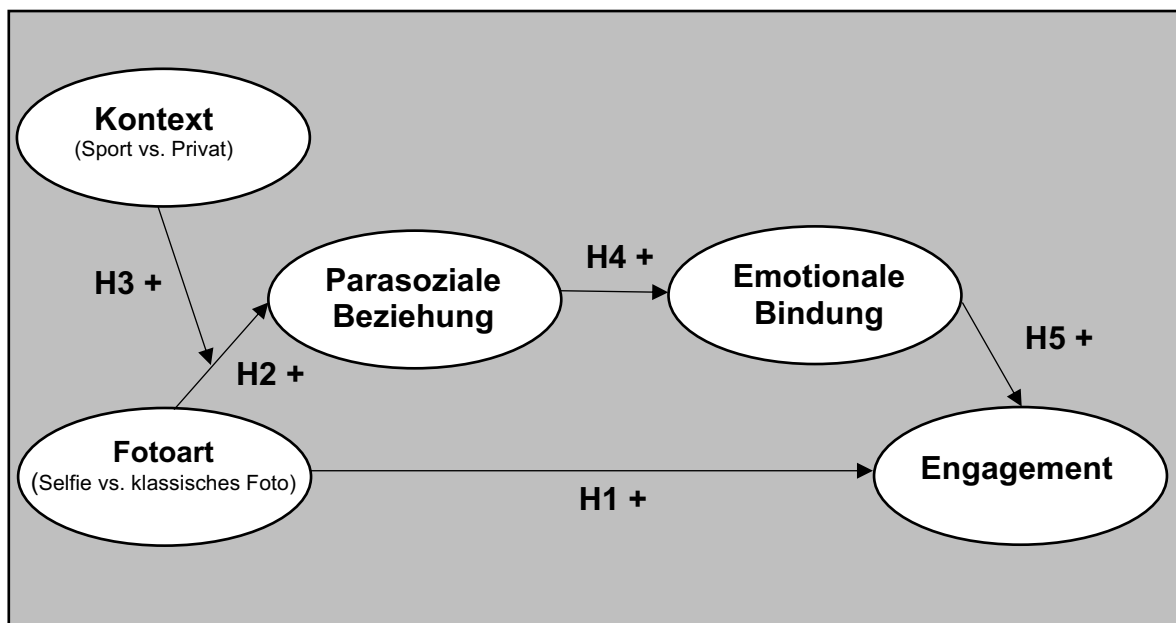 Kontext
(Sport vs. Privat)
H3 +
Parasoziale
Beziehung
H4 +
Emotionale
Bindung
H2 +
H5 +
Fotoart
(Selfie vs. klassisches Foto)
H1 +
Engagement